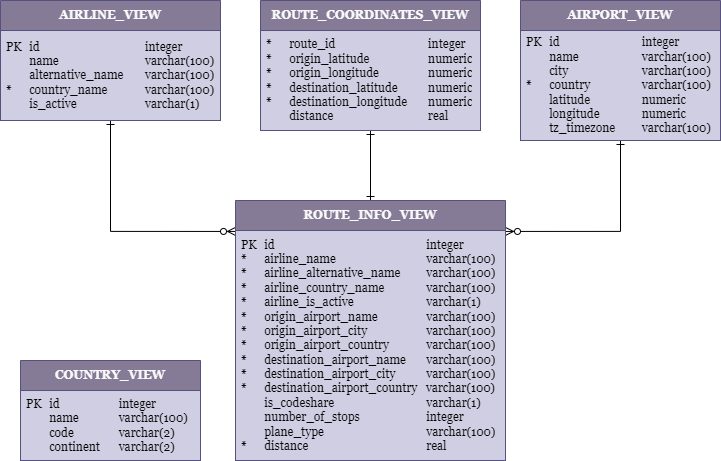 AIRLINE_VIEW
PK id integer
name varchar(100)
alternative_name varchar(100)
* country_name varchar(100)
is_active varchar(1)
ROUTE_COORDINATES_VIEW
* route_id integer
* origin_latitude numeric
* origin_longitude numeric
* destination_latitude numeric
* destination_longitude numeric
distance real
AIRPORT_VIEW
PK id integer
name varchar(100)
city varchar(100)
* country varchar(100)
latitude numeric
longitude numeric
tz_timezone varchar(100)
ROUTE_INFO_VIEW
PK id integer
* airline_name varchar(100)
* airline_alternative_name varchar(100)
* airline_country_name varchar(100)
* airline_is_active varchar(1)
* origin_airport_name varchar(100)
* origin_airport_city varchar(100)
* origin_airport_country varchar(100)
* destination_airport_name varchar(100)
* destination_airport_city varchar(100)
* destination_airport_country varchar(100)
is_codeshare varchar(1)
number_of_stops integer
plane_type varchar(100)
* distance real
COUNTRY_VIEW
PK id integer
name varchar(100)
code varchar(2)
continent varchar(2)